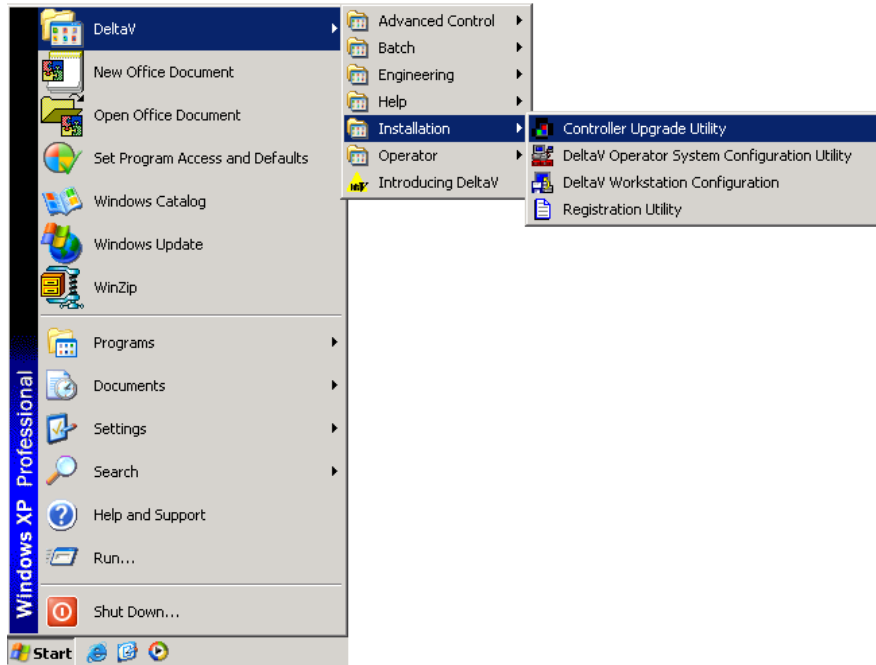 DeltaV
New Office Document
Open Office Document
Set Program Access and Defaults
Windows Catalog
Windows Update
WinZip
Programs
Documents
Settings
Search
Help and Support
Run...
Shut Down...
Windows XP Professional
Start
Advanced Control
Batch
Engineering
Help
Installation
Operator
Introducing DeltaV
Controller Upgrade Utility
DeltaV Operator System Configuration Utility
DeltaV Workstation Configuration
Registration Utility